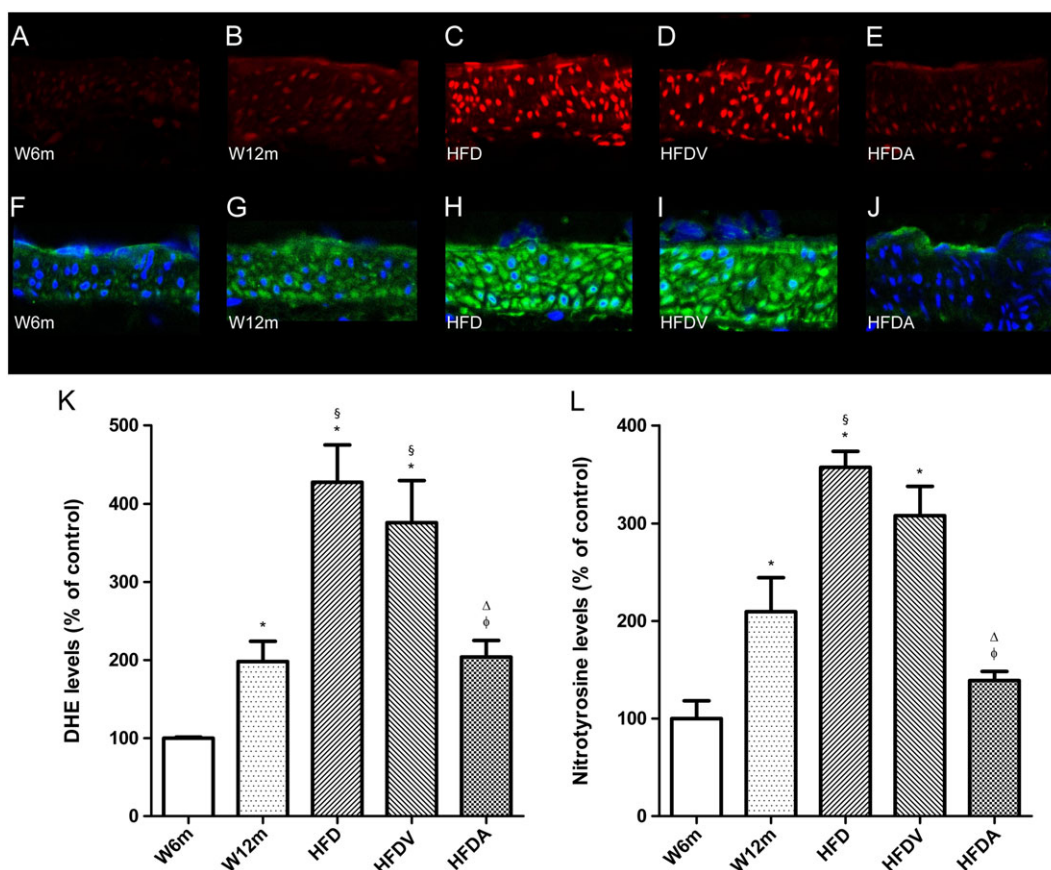 A B C D E
W6m W12m HFD HFDV HFDA
F G H I J
W6m W12m HFD HFDV HFDA
K
DHE levels (% of control)
500
400
300
200
100
0
*
§
*
§
*
Δ
ϕ
W6m W12m HFD HFDV HFDA
L
Nitrotyrosine levels (% of control)
400
300
200
100
0
*
§
*
*
Δ
ϕ
W6m W12m HFD HFDV HFDA